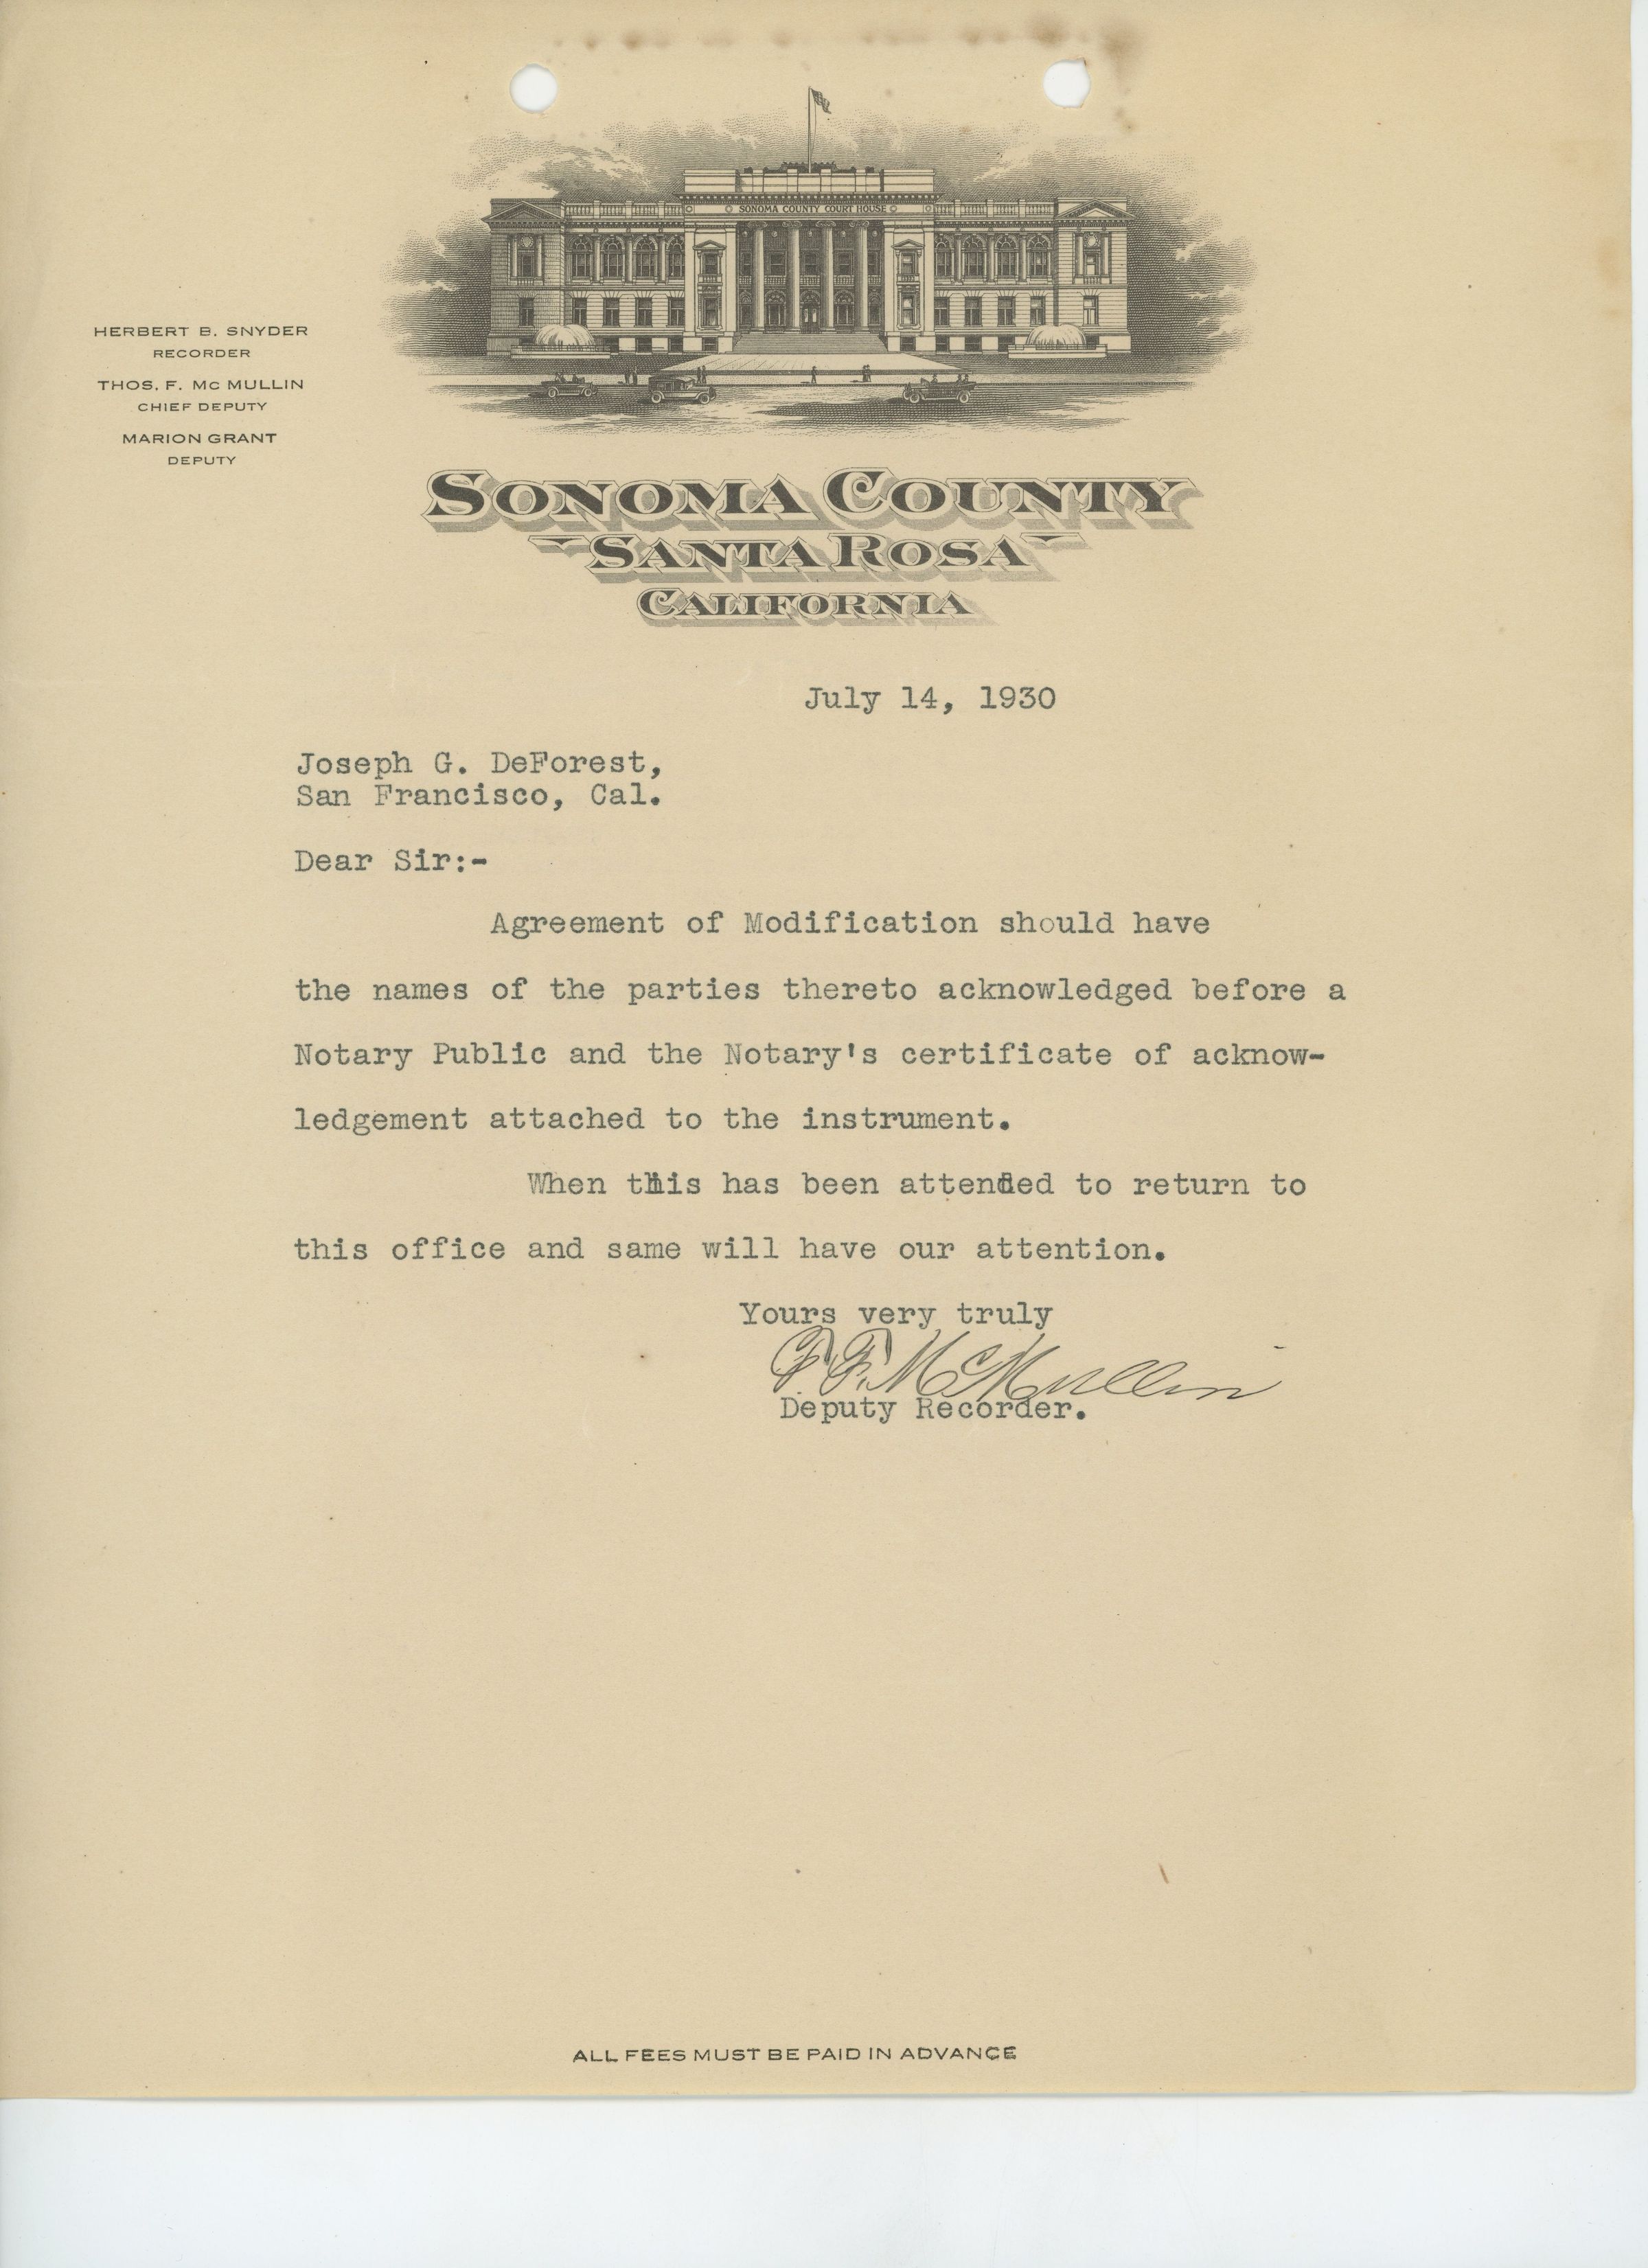 SONOMA COUNTY COURT HOUSE
HERBERT B. SNYDER
RECORDER
THOS. F. Mc MULLIN
CHIEF DEPUTY
MARION GRANT
DEPUTY
SONOMA COUNTY
SANTA ROSA
CALIFORNIA
July 14, 1930
Joseph G. DeForest,
San Francisco, Cal.
Dear Sir:-
Agreement of Modification should have
the names of the parties thereto acknowledged before a
Notary Public and the Notary's certificate of acknow-
ledgement attached to the instrument.
When this has been attended to return to
this office and same will have our attention.
Yours very truly
T. F. McMullin
Deputy Recorder.
ALL FEES MUST BE PAID IN ADVANCE